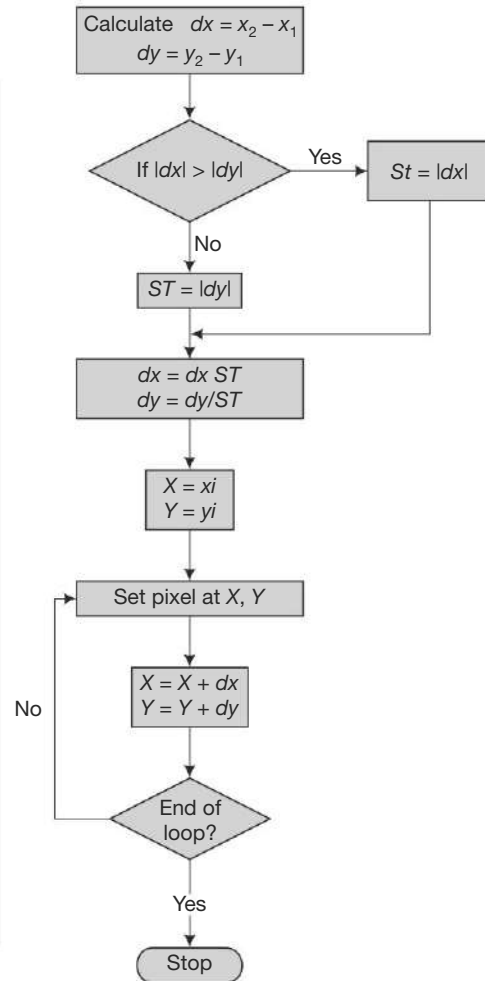 Calculate dx = x₂ – x₁
dy = y₂ – y₁
If |dx| > |dy|
Yes
St = |dx|
No
ST = |dy|
dx = dx ST
dy = dy/ST
X = xi
Y = yi
Set pixel at X, Y
X = X + dx
Y = Y + dy
No
End of
loop?
Yes
Stop